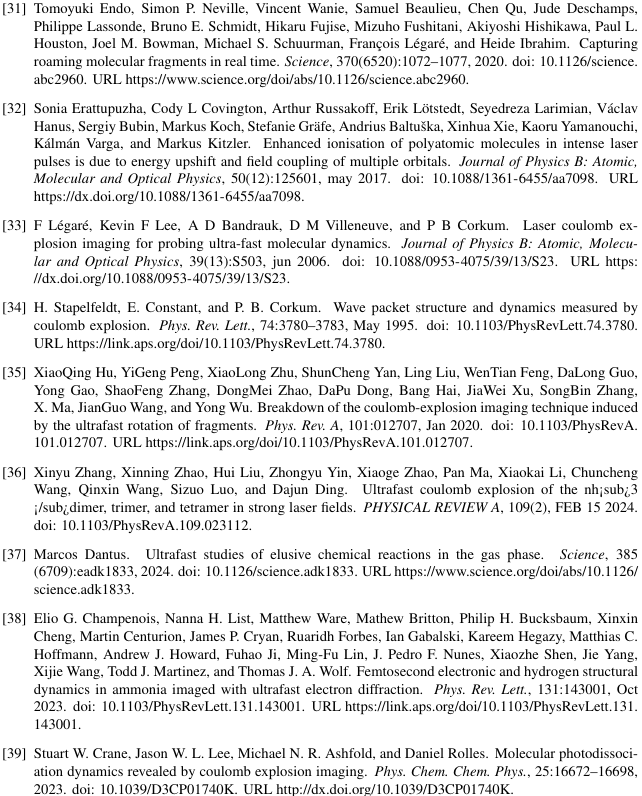 [31] Tomoyuki Endo, Simon P. Neville, Vincent Wanie, Samuel Beaulieu, Chen Qu, Jude Deschamps,
Philippe Lassonde, Bruno E. Schmidt, Hikaru Fujise, Mizuho Fushitani, Akiyoshi Hishikawa, Paul L.
Houston, Joel M. Bowman, Michael S. Schuurman, François Légaré, and Heide Ibrahim. Capturing
roaming molecular fragments in real time. Science, 370(6520):1072–1077, 2020. doi: 10.1126/science.
abc2960. URL https://www.science.org/doi/abs/10.1126/science.abc2960.
[32] Sonia Erattupuzha, Cody L Covington, Arthur Russakoff, Erik Lötstedt, Seyedreza Larimian, Václav
Hanus, Sergiy Bubin, Markus Koch, Stefanie Gräfe, Andrius Baltuška, Xinhua Xie, Kaoru Yamanouchi,
Kálmán Varga, and Markus Kitzler. Enhanced ionisation of polyatomic molecules in intense laser
pulses is due to energy upshift and field coupling of multiple orbitals. Journal of Physics B: Atomic,
Molecular and Optical Physics, 50(12):125601, may 2017. doi: 10.1088/1361-6455/aa7098. URL
https://dx.doi.org/10.1088/1361-6455/aa7098.
[33] F Légaré, Kevin F Lee, A D Bandrauk, D M Villeneuve, and P B Corkum. Laser coulomb ex-
plosion imaging for probing ultra-fast molecular dynamics. Journal of Physics B: Atomic, Molecu-
lar and Optical Physics, 39(13):S503, jun 2006. doi: 10.1088/0953-4075/39/13/S23. URL https:
//dx.doi.org/10.1088/0953-4075/39/13/S23.
[34] H. Stapelfeldt, E. Constant, and P. B. Corkum. Wave packet structure and dynamics measured by
coulomb explosion. Phys. Rev. Lett., 74:3780–3783, May 1995. doi: 10.1103/PhysRevLett.74.3780.
URL https://link.aps.org/doi/10.1103/PhysRevLett.74.3780.
[35] XiaoQing Hu, YiGeng Peng, XiaoLong Zhu, ShunCheng Yan, Ling Liu, WenTian Feng, DaLong Guo,
Yong Gao, ShaoFeng Zhang, DongMei Zhao, DaPu Dong, Bang Hai, JiaWei Xu, SongBin Zhang,
X. Ma, JianGuo Wang, and Yong Wu. Breakdown of the coulomb-explosion imaging technique induced
by the ultrafast rotation of fragments. Phys. Rev. A, 101:012707, Jan 2020. doi: 10.1103/PhysRevA.
101.012707. URL https://link.aps.org/doi/10.1103/PhysRevA.101.012707.
[36] Xinyu Zhang, Xinning Zhao, Hui Liu, Zhongyu Yin, Xiaoge Zhao, Pan Ma, Xiaokai Li, Chuncheng
Wang, Qinxin Wang, Sizuo Luo, and Dajun Ding. Ultrafast coulomb explosion of the nh¡sub¿3
¡/sub¿dimer, trimer, and tetramer in strong laser fields. PHYSICAL REVIEW A, 109(2), FEB 15 2024.
doi: 10.1103/PhysRevA.109.023112.
[37] Marcos Dantus. Ultrafast studies of elusive chemical reactions in the gas phase. Science, 385
(6709):eadk1833, 2024. doi: 10.1126/science.adk1833. URL https://www.science.org/doi/abs/10.1126/
science.adk1833.
[38] Elio G. Champenois, Nanna H. List, Matthew Ware, Mathew Britton, Philip H. Bucksbaum, Xinxin
Cheng, Martin Centurion, James P. Cryan, Ruaridh Forbes, Ian Gabalski, Kareem Hegazy, Matthias C.
Hoffmann, Andrew J. Howard, Fuhao Ji, Ming-Fu Lin, J. Pedro F. Nunes, Xiaozhe Shen, Jie Yang,
Xijie Wang, Todd J. Martinez, and Thomas J. A. Wolf. Femtosecond electronic and hydrogen structural
dynamics in ammonia imaged with ultrafast electron diffraction. Phys. Rev. Lett., 131:143001, Oct
2023. doi: 10.1103/PhysRevLett.131.143001. URL https://link.aps.org/doi/10.1103/PhysRevLett.131.
143001.
[39] Stuart W. Crane, Jason W. L. Lee, Michael N. R. Ashfold, and Daniel Rolles. Molecular photodissoci-
ation dynamics revealed by coulomb explosion imaging. Phys. Chem. Chem. Phys., 25:16672–16698,
2023. doi: 10.1039/D3CP01740K. URL http://dx.doi.org/10.1039/D3CP01740K.